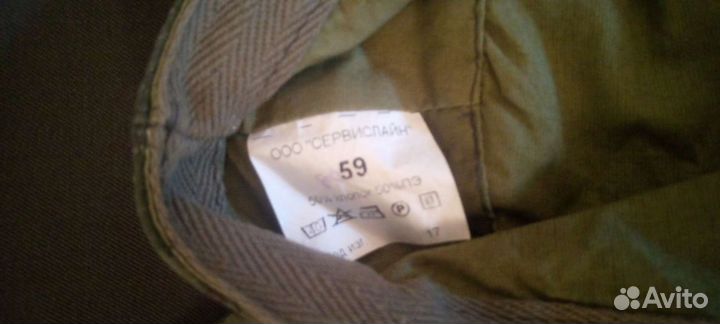 ООО "СЕРВИСЛАЙН"
59
50% хлопок 50%ПЭ
P
17
Avito